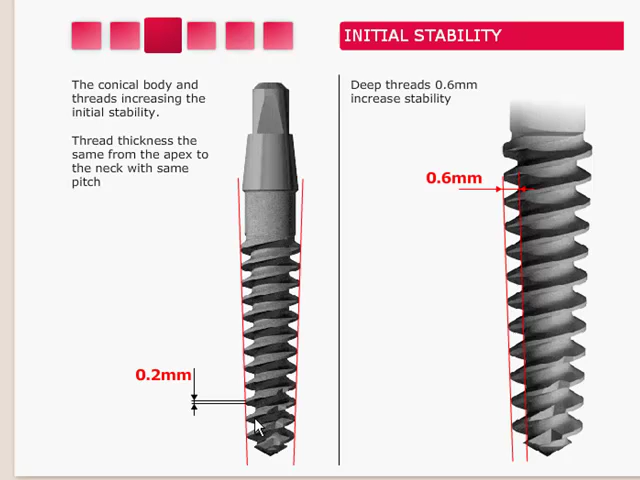 INITIAL STABILITY
The conical body and
threads increasing the
initial stability.
Thread thickness the
same from the apex to
the neck with same
pitch
0.2mm
Deep threads 0.6mm
increase stability
0.6mm